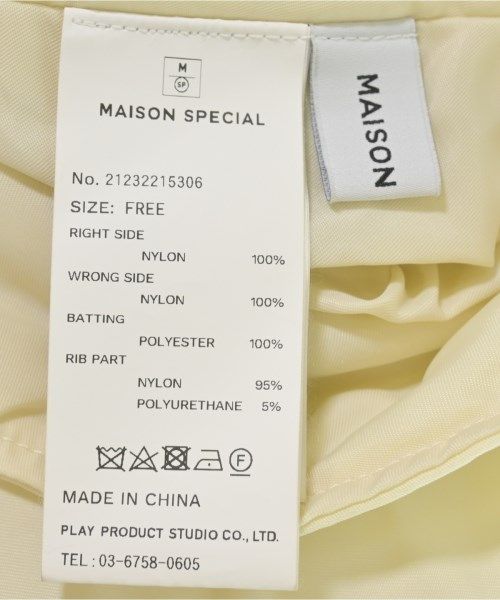 M
SP
MAISON SPECIAL
No. 21232215306
SIZE: FREE
RIGHT SIDE
NYLON 100%
WRONG SIDE
NYLON 100%
BATTING
POLYESTER 100%
RIB PART
NYLON 95%
POLYURETHANE 5%
F
MADE IN CHINA
PLAY PRODUCT STUDIO CO., LTD.
TEL : 03-6758-0605
MAISON